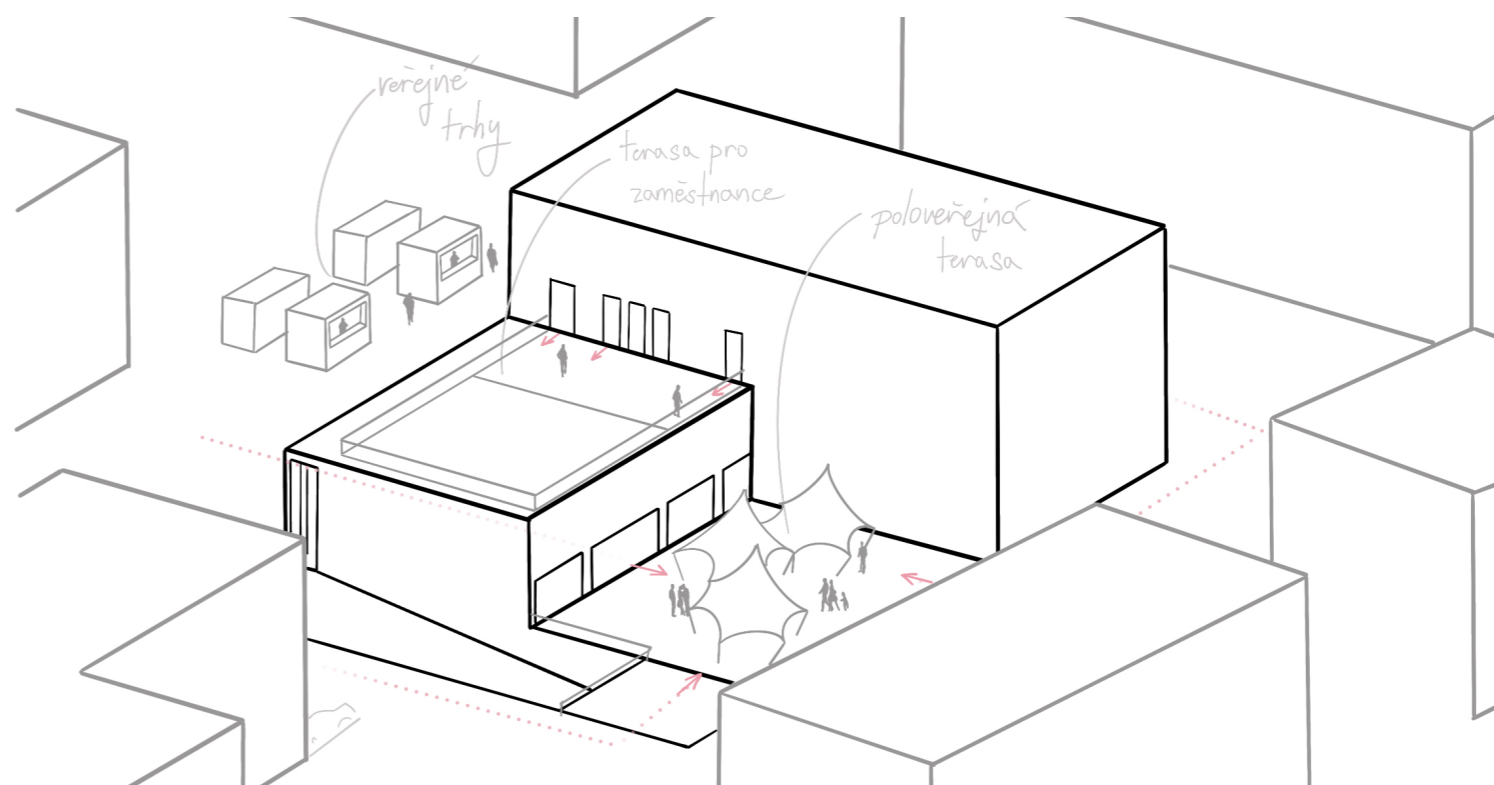 veřejné
trhy
terasa pro
zaměstnance
poloveřejná
terasa